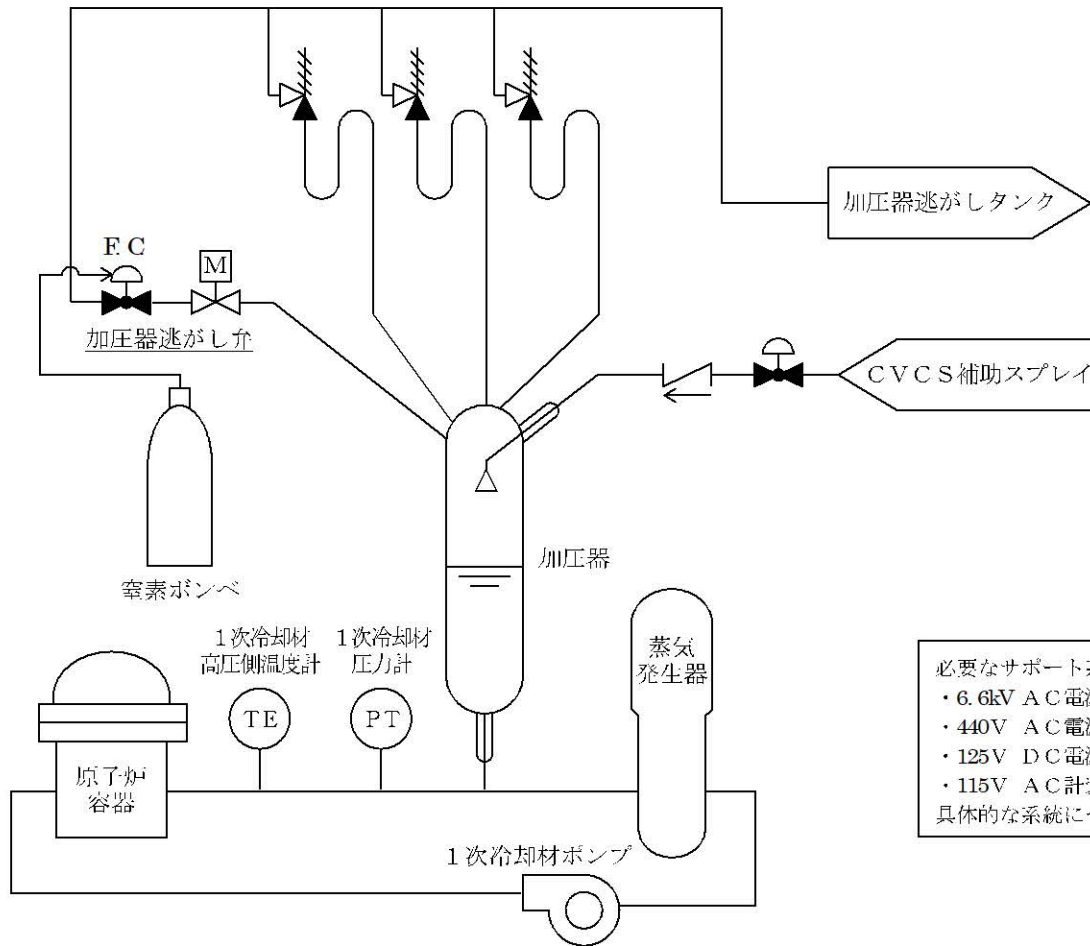 加圧器逃がしタンク
F.C
M
加圧器逃がし弁
CVCS補助スプレイ
加圧器
窒素ボンベ
1次冷却材
高圧側温度計
1次冷却材
圧力計
蒸気
発生器
TE
PT
原子炉
容器
1次冷却材ポンプ
必要なサポート
・6.6kV AC電源
・440V AC電源
・125V DC電源
・115V AC計
具体的な系統に